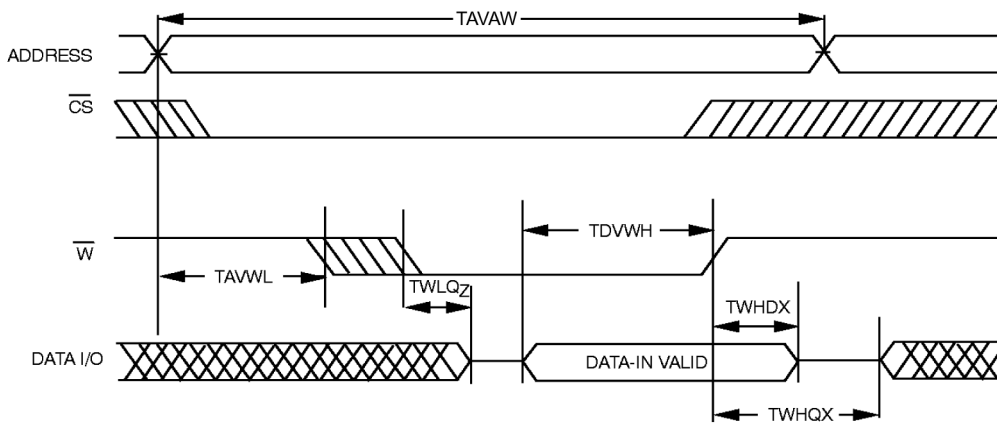 TAVAW
ADDRESS
CS
W
TDVWH
TAVWL
TWLQZ
TWHDX
DATA I/O
DATA-IN VALID
TWHQX